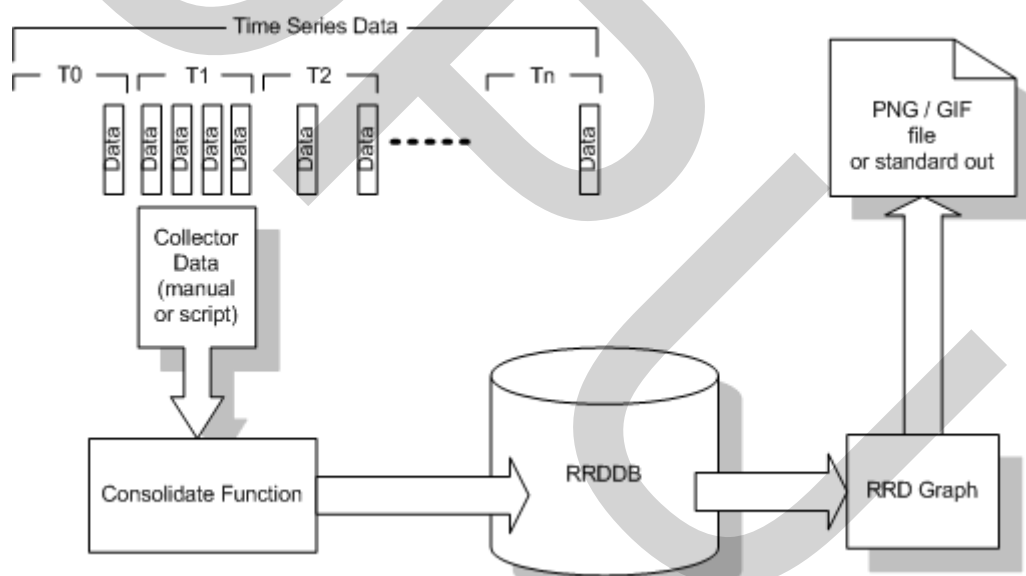 Time Series Data
T0
T1
T2
Tn
Data
Data
Data
Data
Data
Data
Data
Data
PNG / GIF
file
or standard out
Collector
Data
(manual
or script)
Consolidate Function
RRDDB
RRD Graph